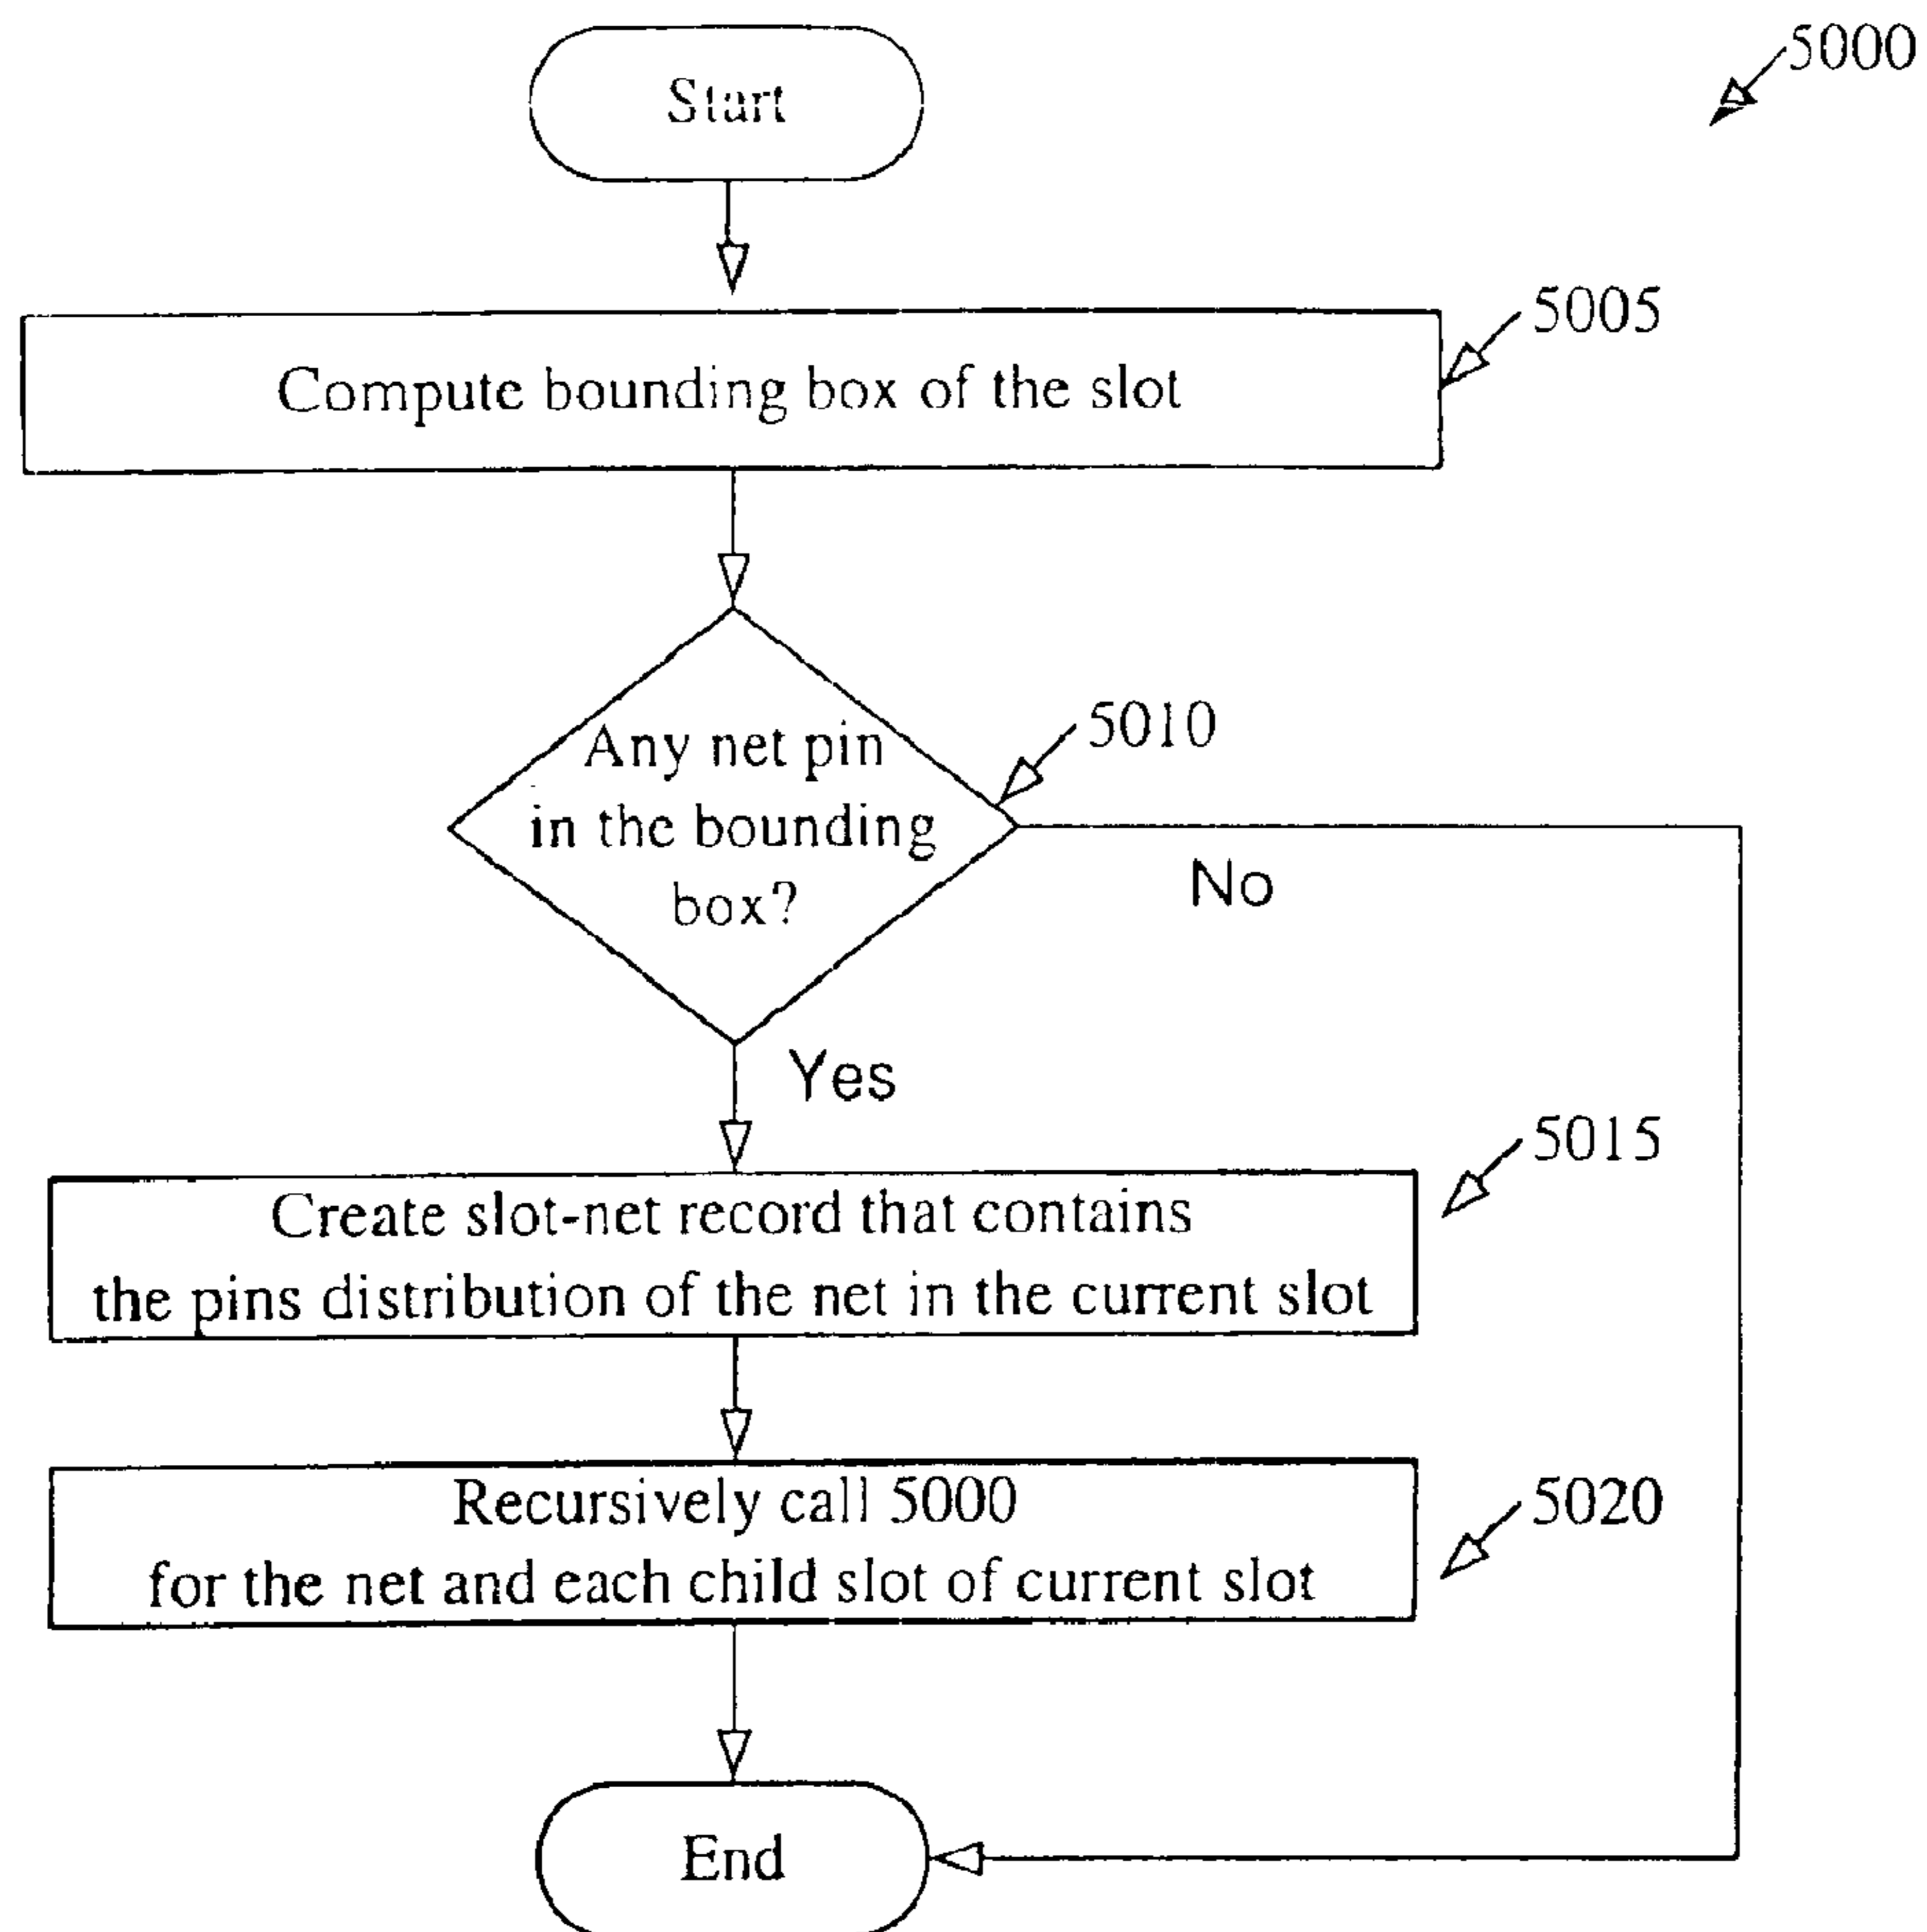 Start
5000
5005
Compute bounding box of the slot
5010
Any net pin
in the bounding
box?
No
Yes
5015
Create slot-net record that contains
the pins distribution of the net in the current slot
Recursively call 5000
5020
for the net and each child slot of current slot
End